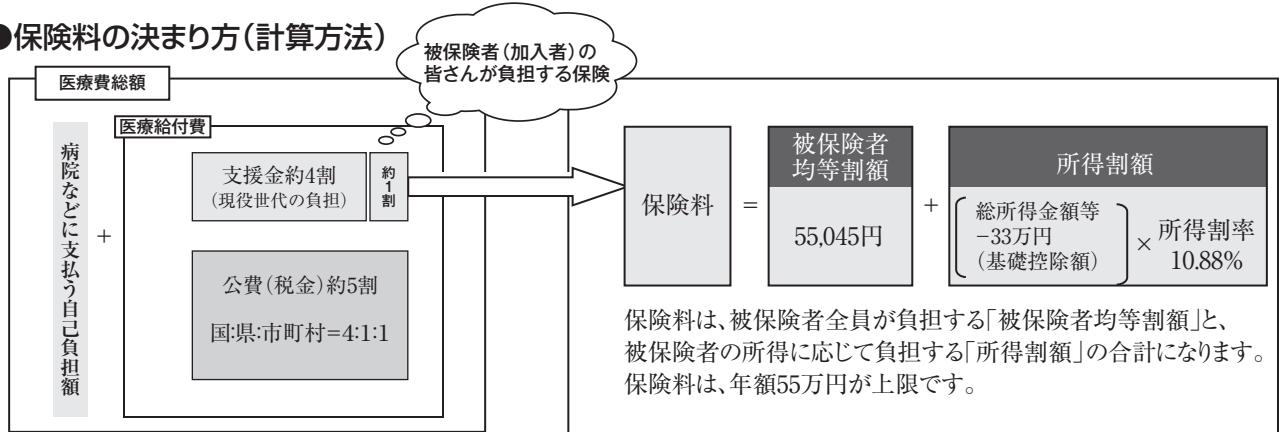 ●保険料の決まり方（計算方法）
被保険者（加入者）の
皆さんが負担する保険
医療費総額
医療給付費
病院などに支払う自己負担額
+
支援金約4割
（現役世代の負担）
約1割
公費（税金）約5割
国:県:市町村=4:1:1
保険料
=
被保険者
均等割額
55,045円
+
所得割額
総所得金額等
−33万円
（基礎控除額）
×
所得割率
10.88%
保険料は、被保険者全員が負担する「被保険者均等割額」と、
被保険者の所得に応じて負担する「所得割額」の合計になります。
保険料は、年額55万円が上限です。